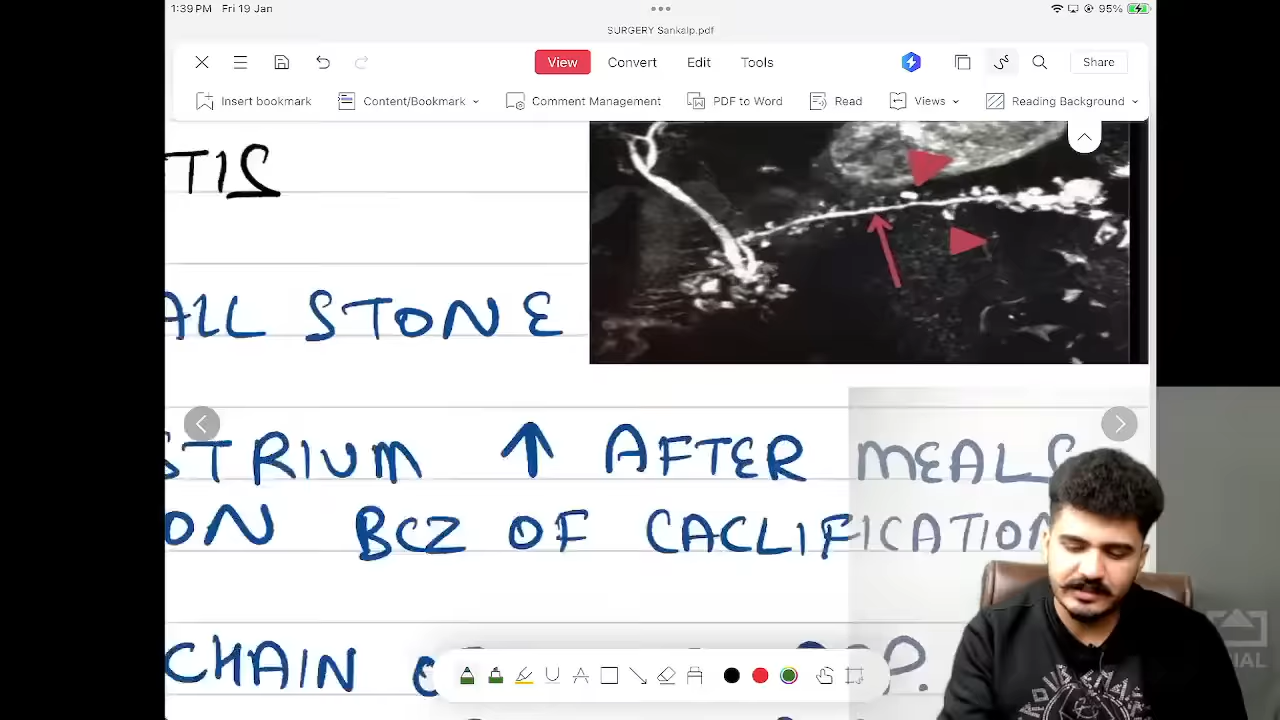 1:39 PM Fri 19 Jan
95%
SURGERY Sankalp.pdf
View Convert Edit Tools Share
Insert bookmark Content/Bookmark Comment Management PDF to Word Read Views Reading Background
TIS
ALL STONE
STRIUM ↑ AFTER MEALS
ON BCZ OF CACLIFICATION
CHAIN